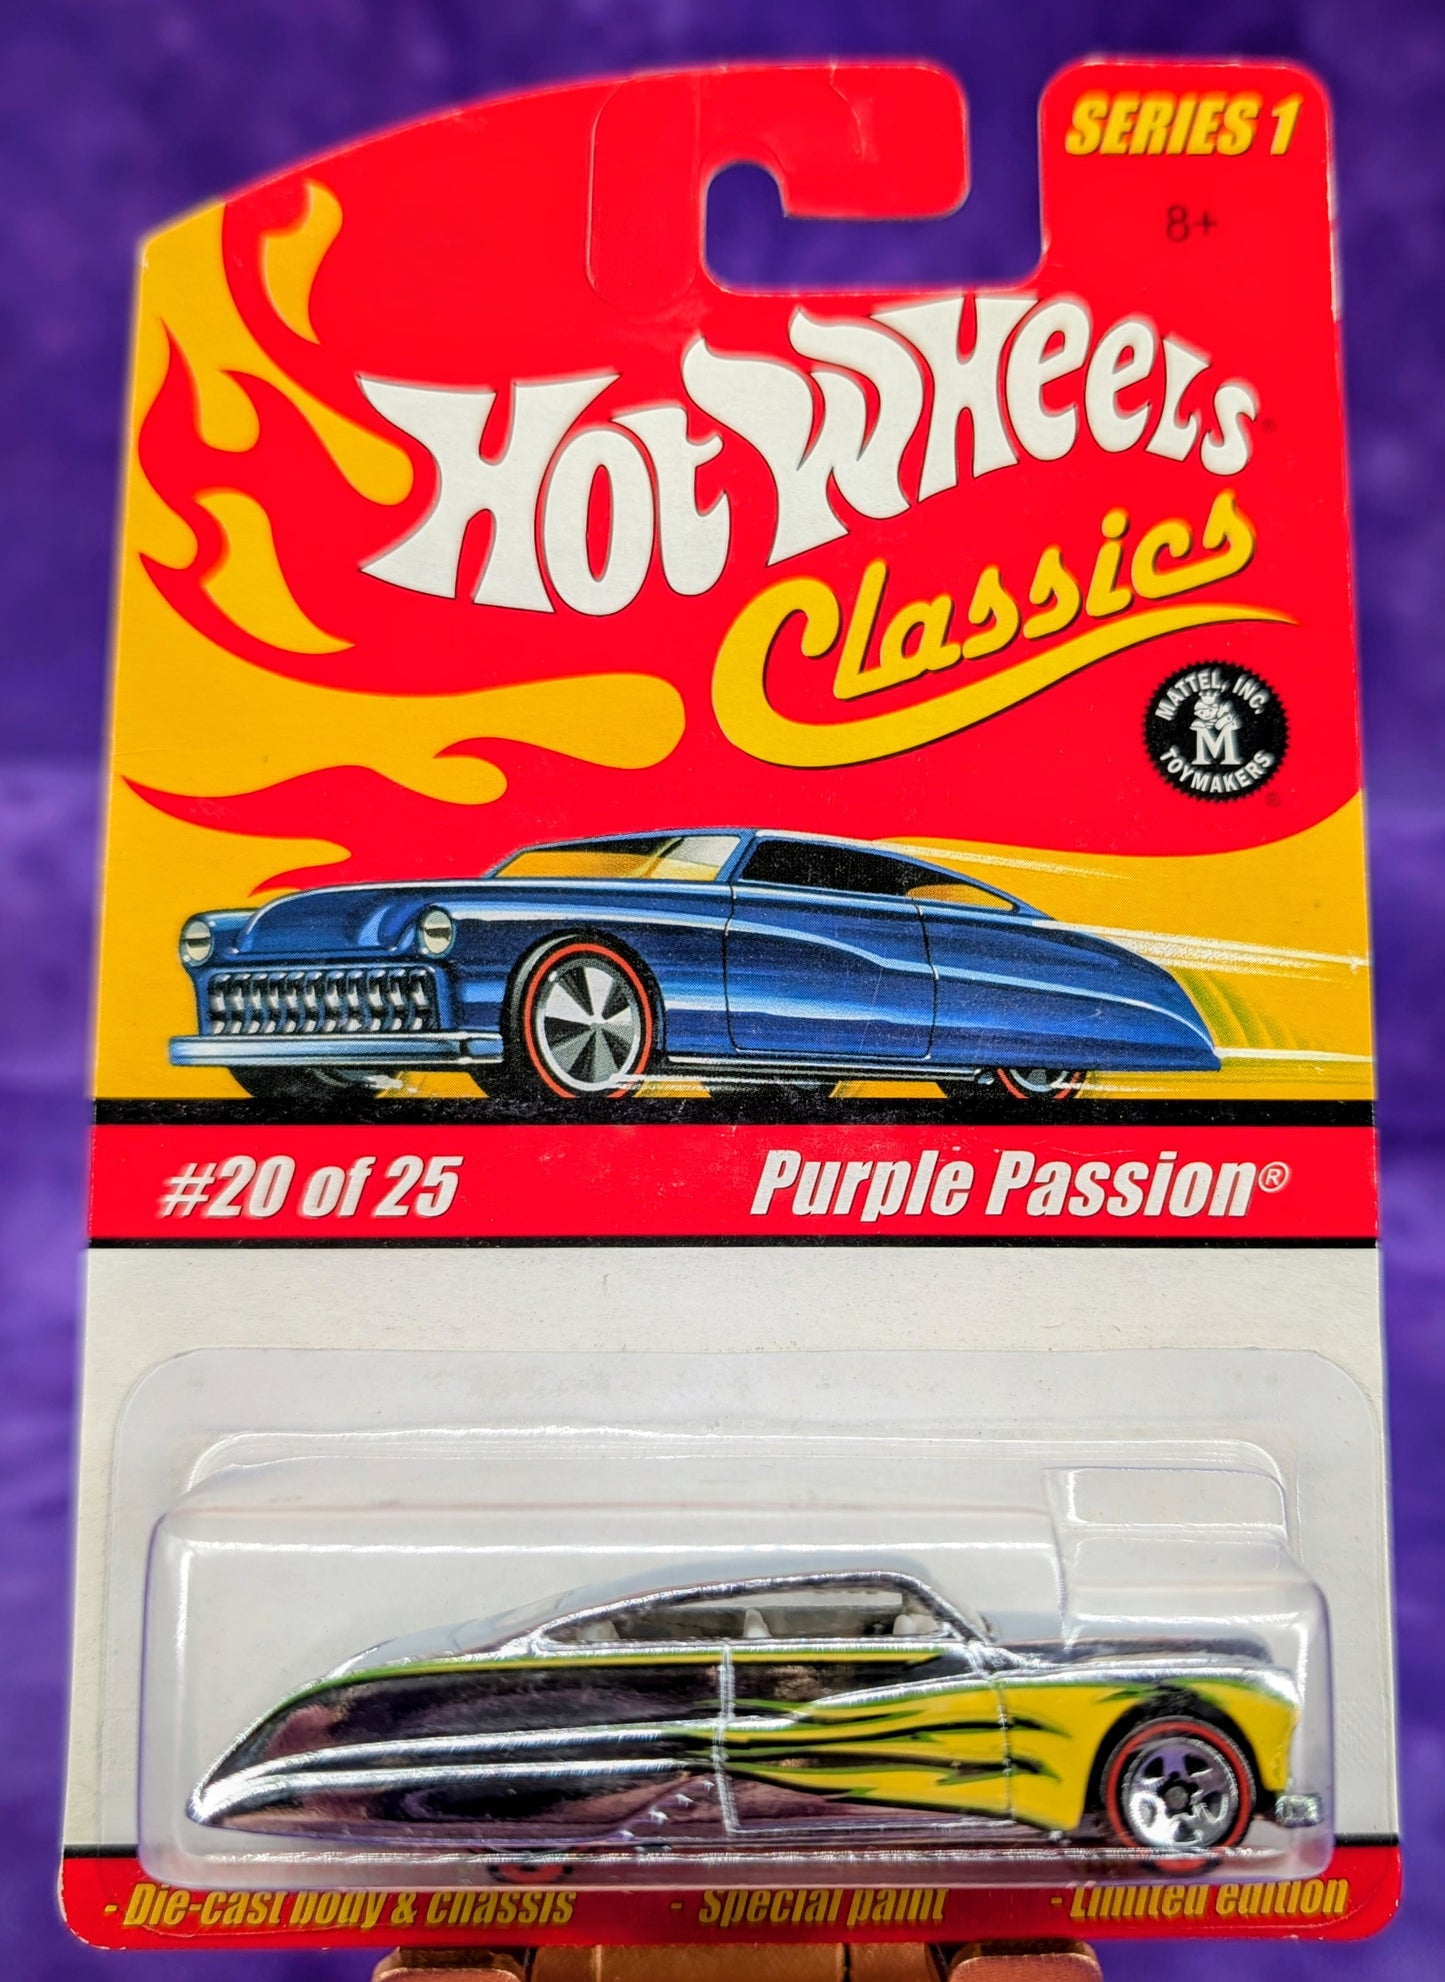 SERIES 1
8+
HOT WHEELS
Classics
MATTEL, INC.
M
TOYMAKERS
®
#20 of 25
Purple Passion®
- Die-cast body & chassis - Special paint - Limited edition